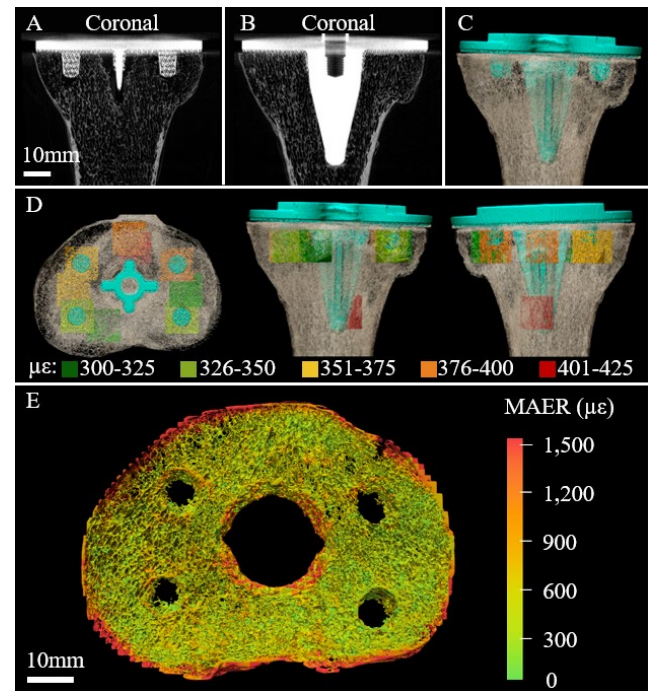 A Coronal
B Coronal
C
10mm
D
με: 300-325 326-350 351-375 376-400 401-425
E
MAER (με)
1,500
1,200
900
600
300
0
10mm